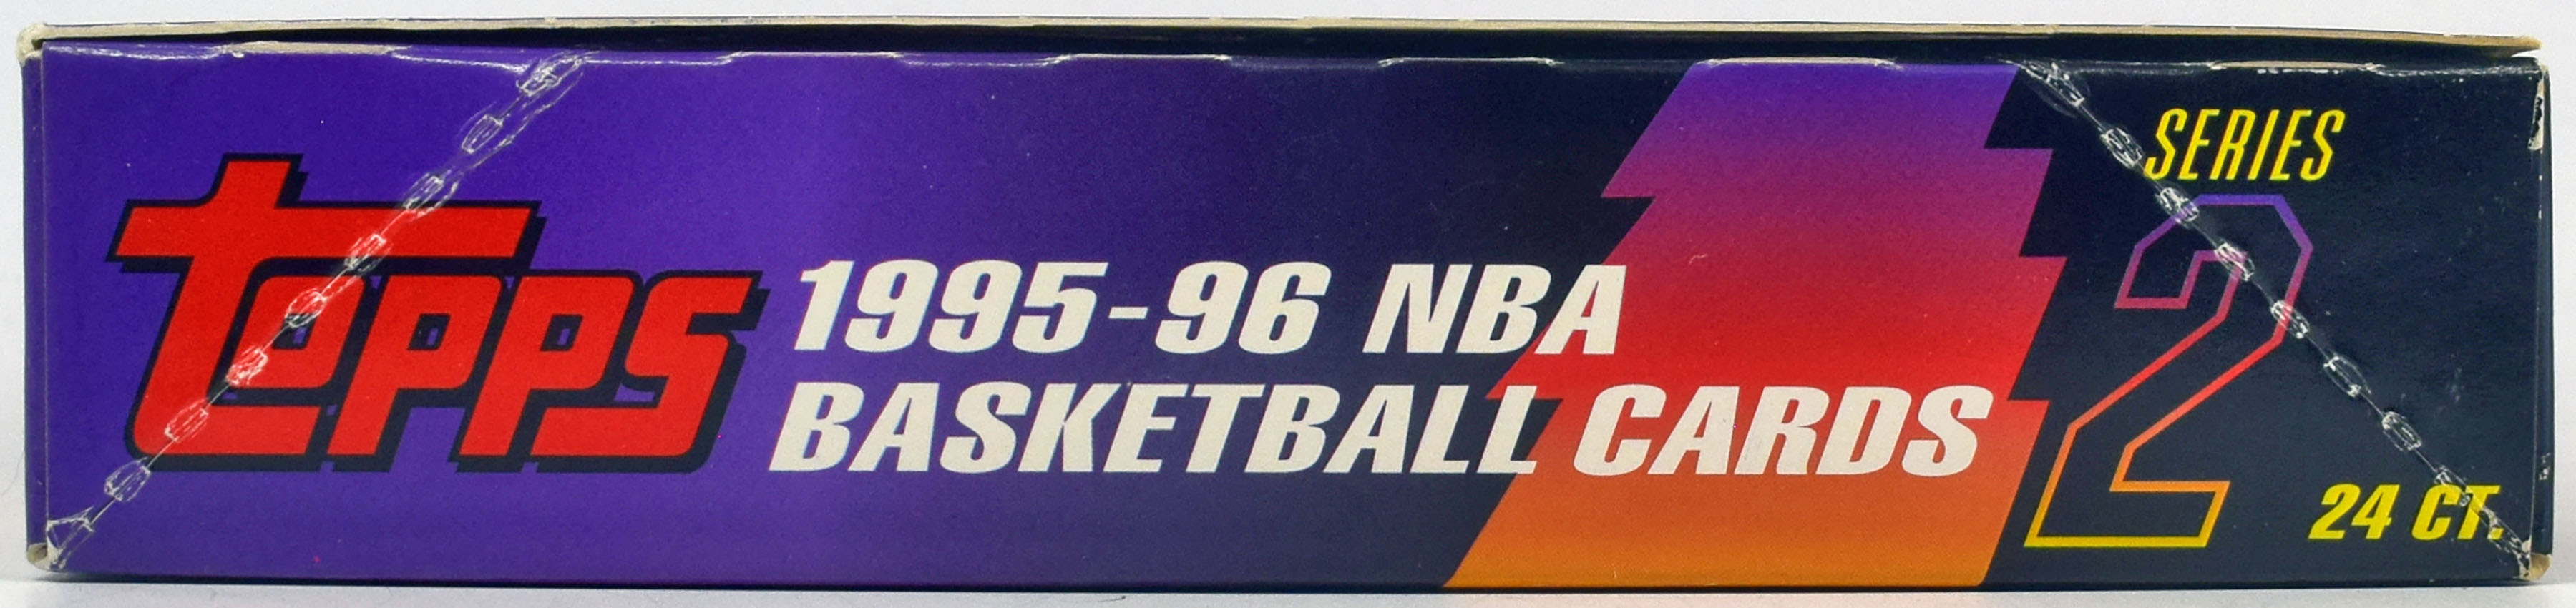 Topps
1995-96 NBA
BASKETBALL CARDS
SERIES
2
24 CT.